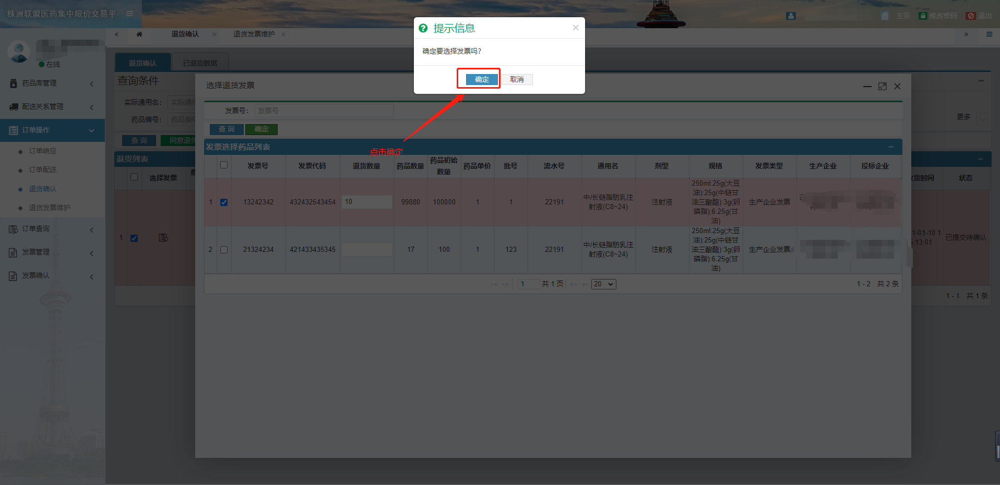 株洲联盟医药集中限价交易平
主页
修改密码
退出
在线
药品库管理
配送关系管理
订单操作
订单响应
订单配送
退货确认
退货发票维护
订单查询
发票管理
发票确认
退货确认
退货发票维护
退货确认
已退货数据
查询条件
实际通用名:
药品编号:
更多
查 询
同意退货
退货列表
选择发票
货时间
状态
1
1-01-10 1
:13:01
已提交待确认
1 - 1 共 1 条
选择退货发票
发票号:
发票号
查 询
确定
发票选择药品列表
发票号 发票代码 退货数量 药品数量 药品初始数量 药品单价 批号 流水号 通用名 剂型 规格 发票类型 生产企业 投标企业
1 13242342 432432543454 10 99880 100000 1 1 22191 中/长链脂肪乳注射液(C8~24) 注射液 250ml:25g(大豆油):25g(中链甘油三酸酯):3g(卵磷脂):6.25g(甘油) 生产企业发票
2 21324234 421433435345 17 100 1 123 22191 中/长链脂肪乳注射液(C8~24) 注射液 250ml:25g(大豆油):25g(中链甘油三酸酯):3g(卵磷脂):6.25g(甘油) 生产企业发票
1 共 1 页 20
1 - 2 共 2 条
提示信息
确定要选择发票吗?
确定
取消
点击确定